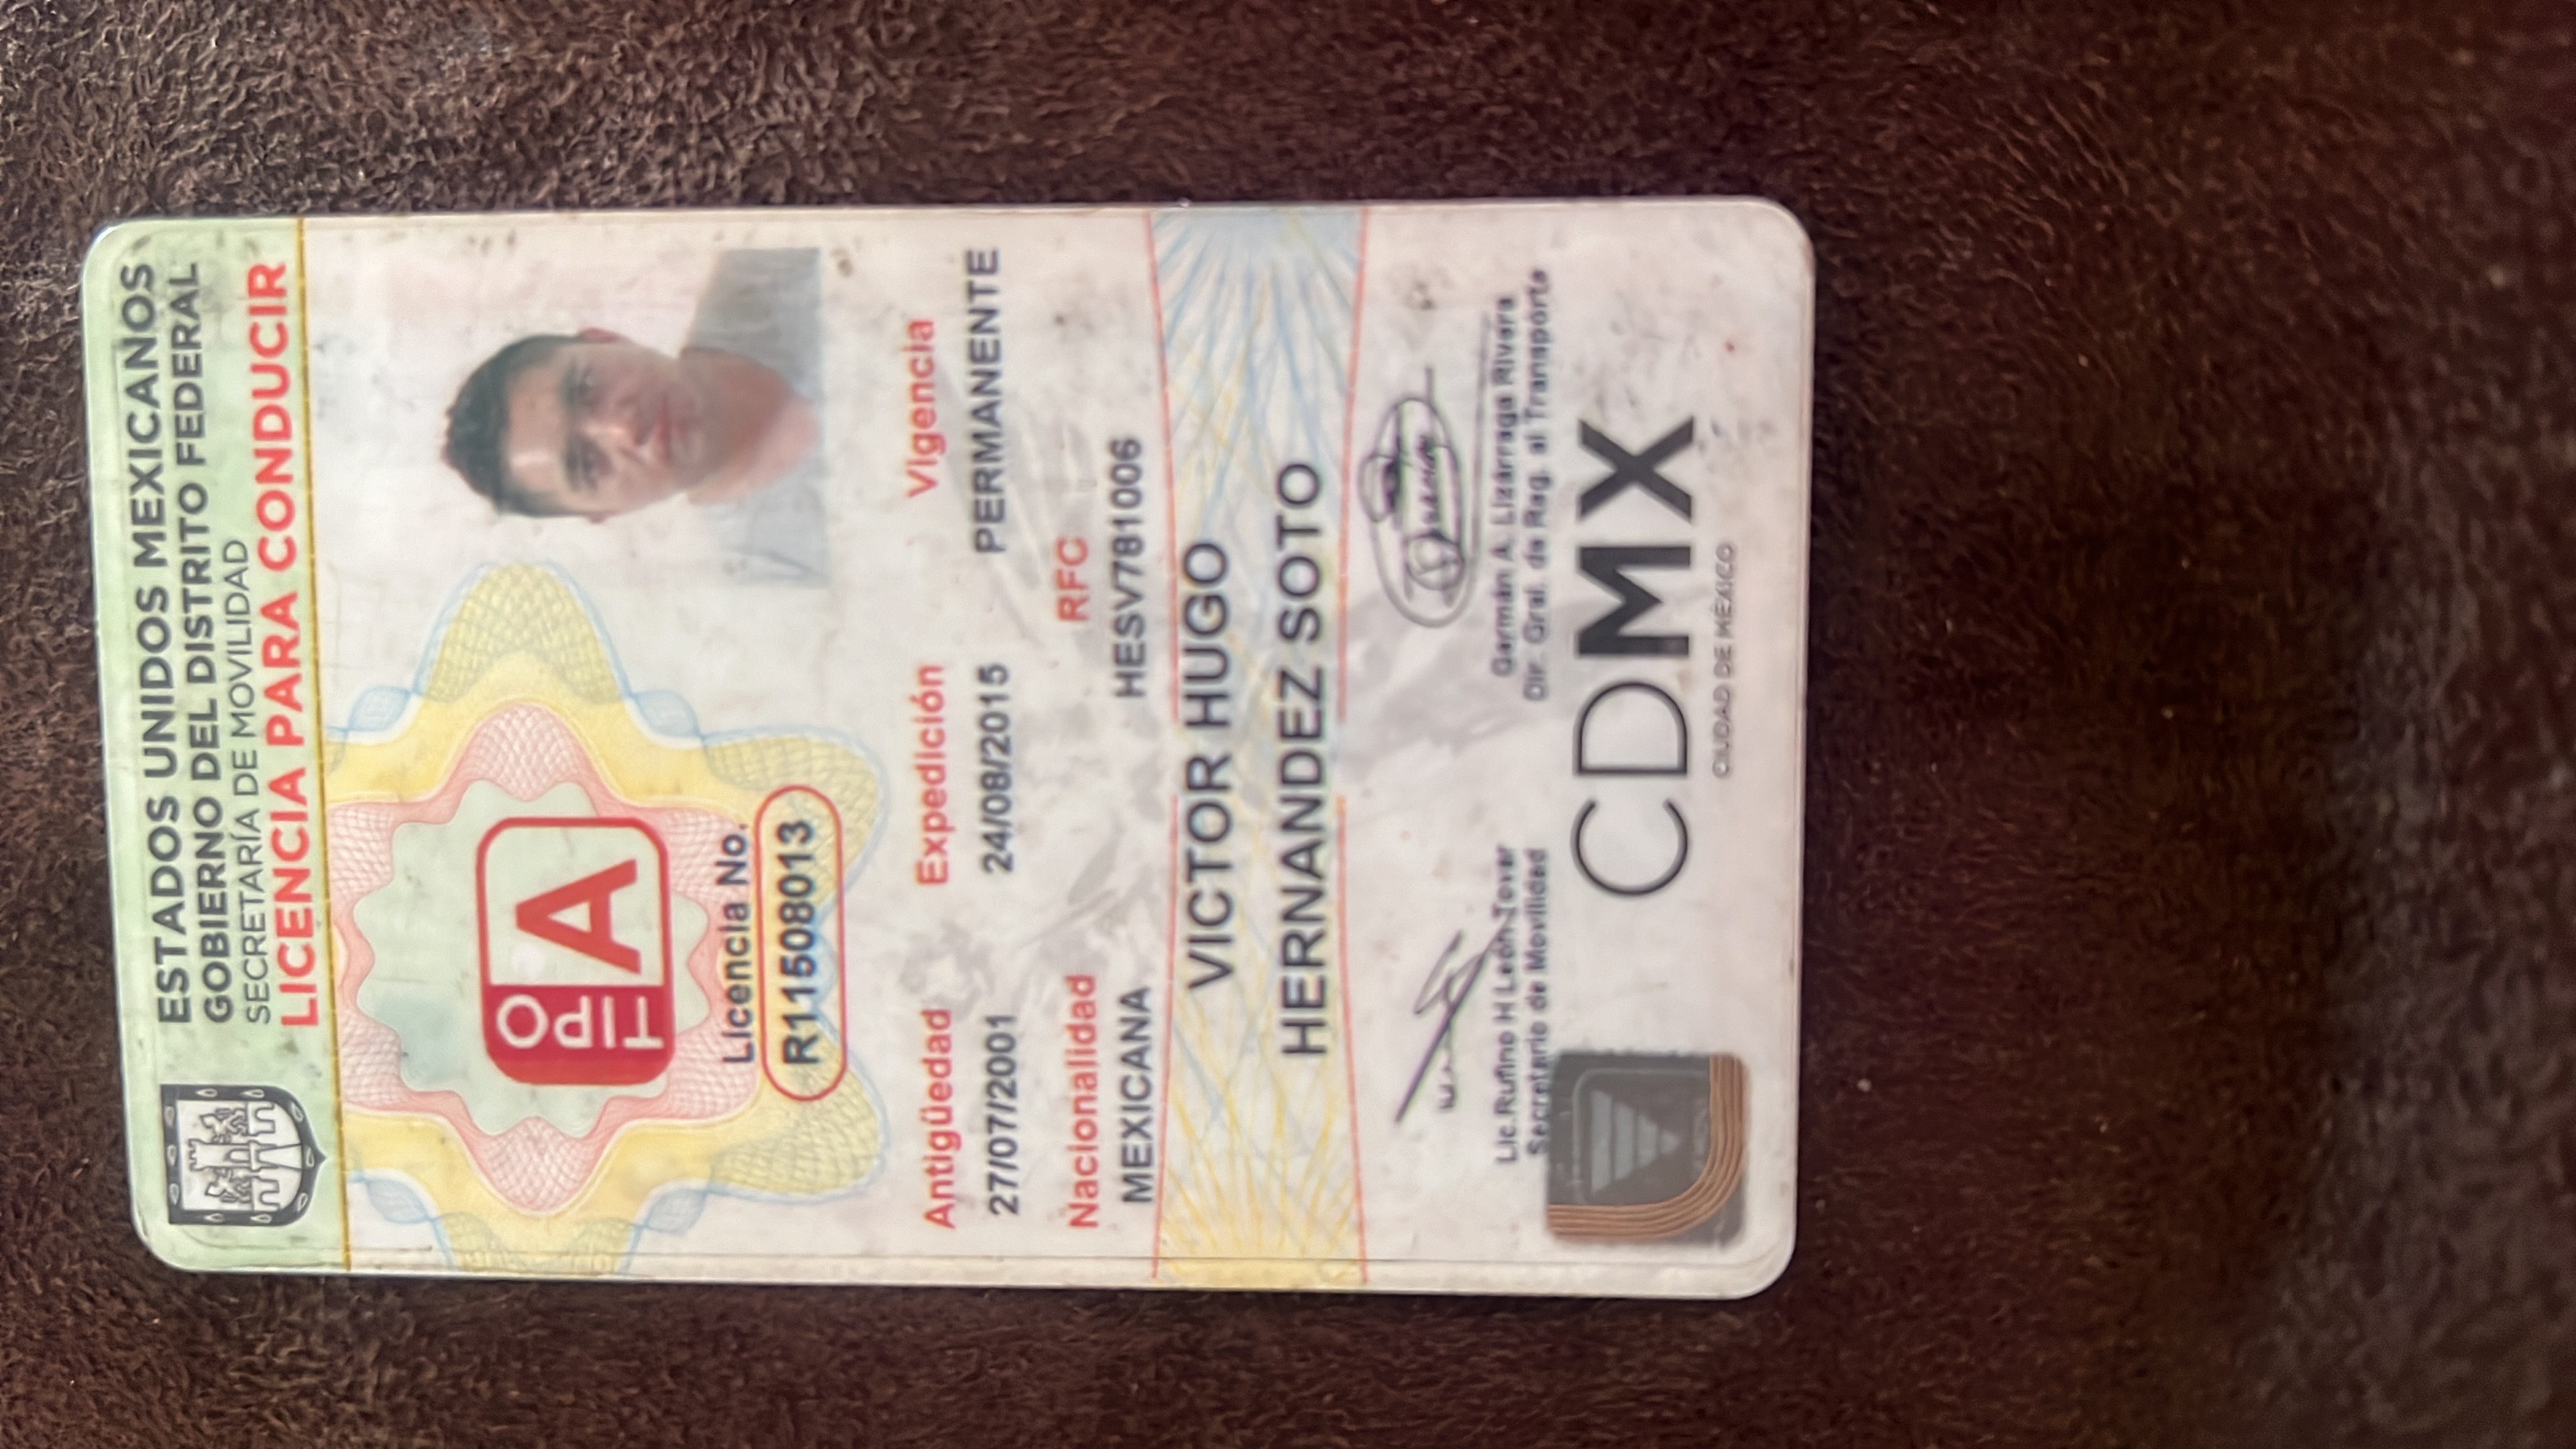 ESTADOS UNIDOS MEXICANOS
GOBIERNO DEL DISTRITO FEDERAL
SECRETARÍA DE MOVILIDAD
LICENCIA PARA CONDUCIR
TIPO A
Licencia No.
R11508013
Antigüedad Expedición Vigencia
27/07/2001 24/08/2015 PERMANENTE
Nacionalidad RFC
MEXICANA HESV781006
VICTOR HUGO
HERNANDEZ SOTO
Lic.Rufino H León Tovar
Secretario de Movilidad
Germán A. Lizárraga Rivera
Dir. Gral. de Reg. al Transporte
CDMX
CIUDAD DE MÉXICO